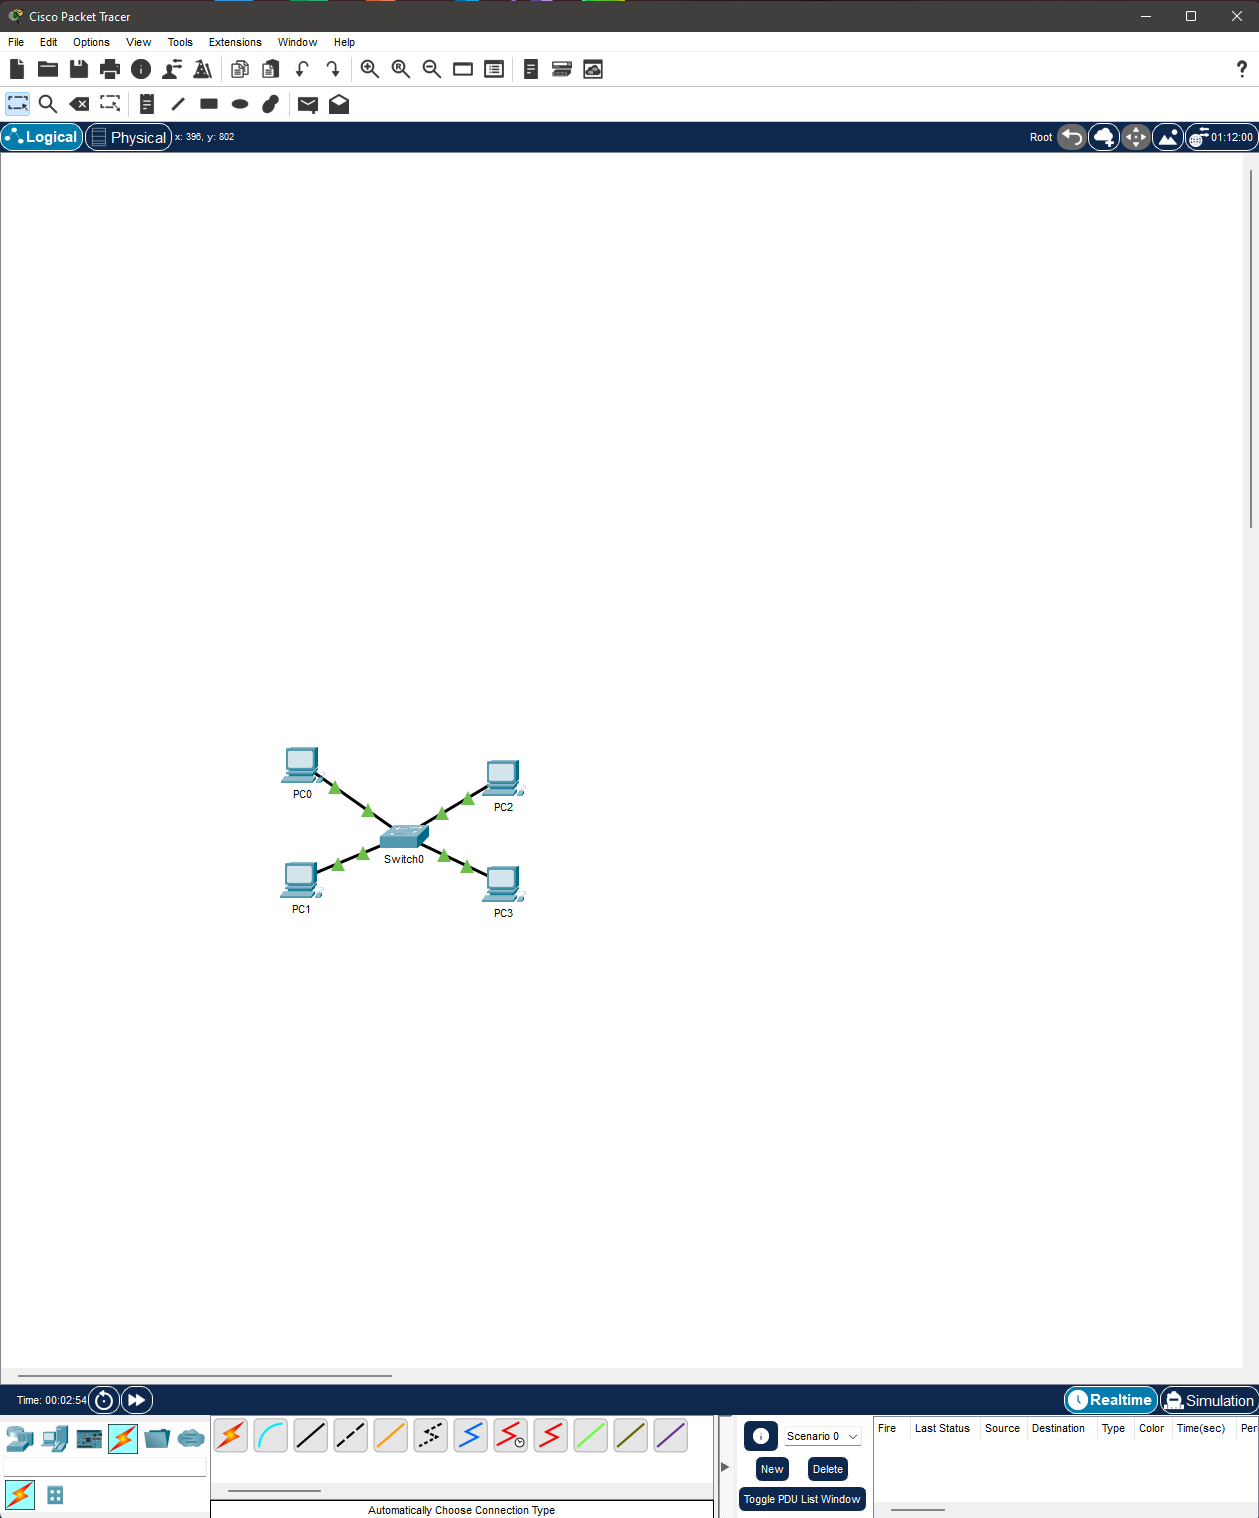 Cisco Packet Tracer
File Edit Options View Tools Extensions Window Help
Logical Physical x: 396, y: 802 Root 01:12:00
PC0
PC2
Switch0
PC1
PC3
Time: 00:02:54 Realtime Simulation
Scenario 0
New Delete
Toggle PDU List Window
Fire Last Status Source Destination Type Color Time(sec) Per
Automatically Choose Connection Type